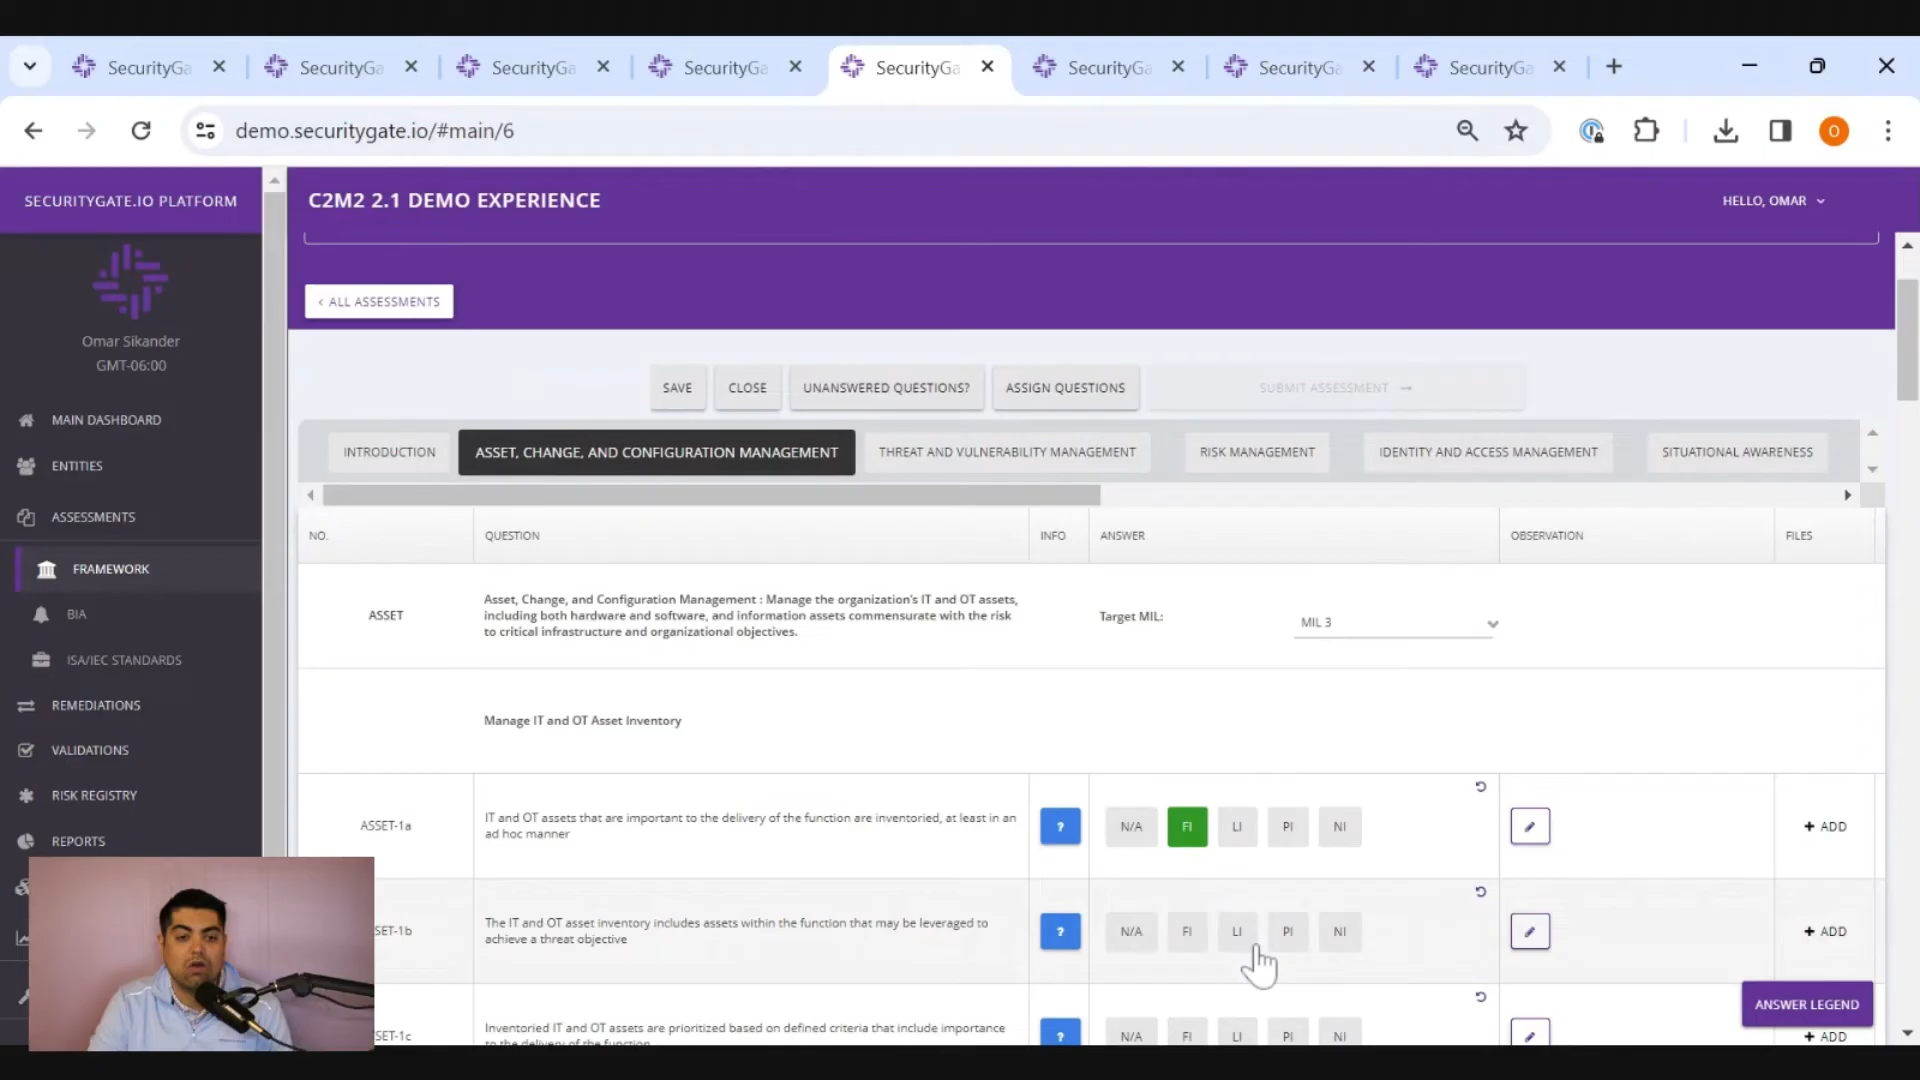 SecurityGa
SecurityGa
SecurityGa
SecurityGa
SecurityGa
SecurityGa
SecurityGa
SecurityGa
demo.securitygate.io/#main/6
O
SECURITYGATE.IO PLATFORM
C2M2 2.1 DEMO EXPERIENCE
HELLO, OMAR
< ALL ASSESSMENTS
Omar Sikander
GMT-06:00
MAIN DASHBOARD
ENTITIES
ASSESSMENTS
FRAMEWORK
BIA
ISA/IEC STANDARDS
REMEDIATIONS
VALIDATIONS
RISK REGISTRY
REPORTS
SAVE
CLOSE
UNANSWERED QUESTIONS?
ASSIGN QUESTIONS
SUBMIT ASSESSMENT →
INTRODUCTION
ASSET, CHANGE, AND CONFIGURATION MANAGEMENT
THREAT AND VULNERABILITY MANAGEMENT
RISK MANAGEMENT
IDENTITY AND ACCESS MANAGEMENT
SITUATIONAL AWARENESS
NO. QUESTION INFO ANSWER OBSERVATION FILES
ASSET
Asset, Change, and Configuration Management : Manage the organization's IT and OT assets,
including both hardware and software, and information assets commensurate with the risk
to critical infrastructure and organizational objectives.
Target MIL: MIL 3
Manage IT and OT Asset Inventory
ASSET-1a
IT and OT assets that are important to the delivery of the function are inventoried, at least in an
ad hoc manner
? N/A FI LI PI NI + ADD
SET-1b
The IT and OT asset inventory includes assets within the function that may be leveraged to
achieve a threat objective
? N/A FI LI PI NI + ADD
SET-1c
Inventoried IT and OT assets are prioritized based on defined criteria that include importance
to the delivery of the function
? N/A FI LI PI NI + ADD
ANSWER LEGEND